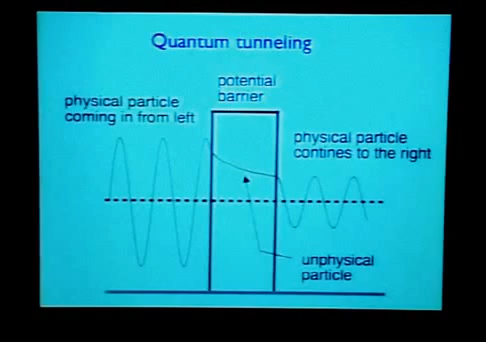 Quantum tunneling
potential
barrier
physical particle
coming in from left
physical particle
contines to the right
unphysical
particle